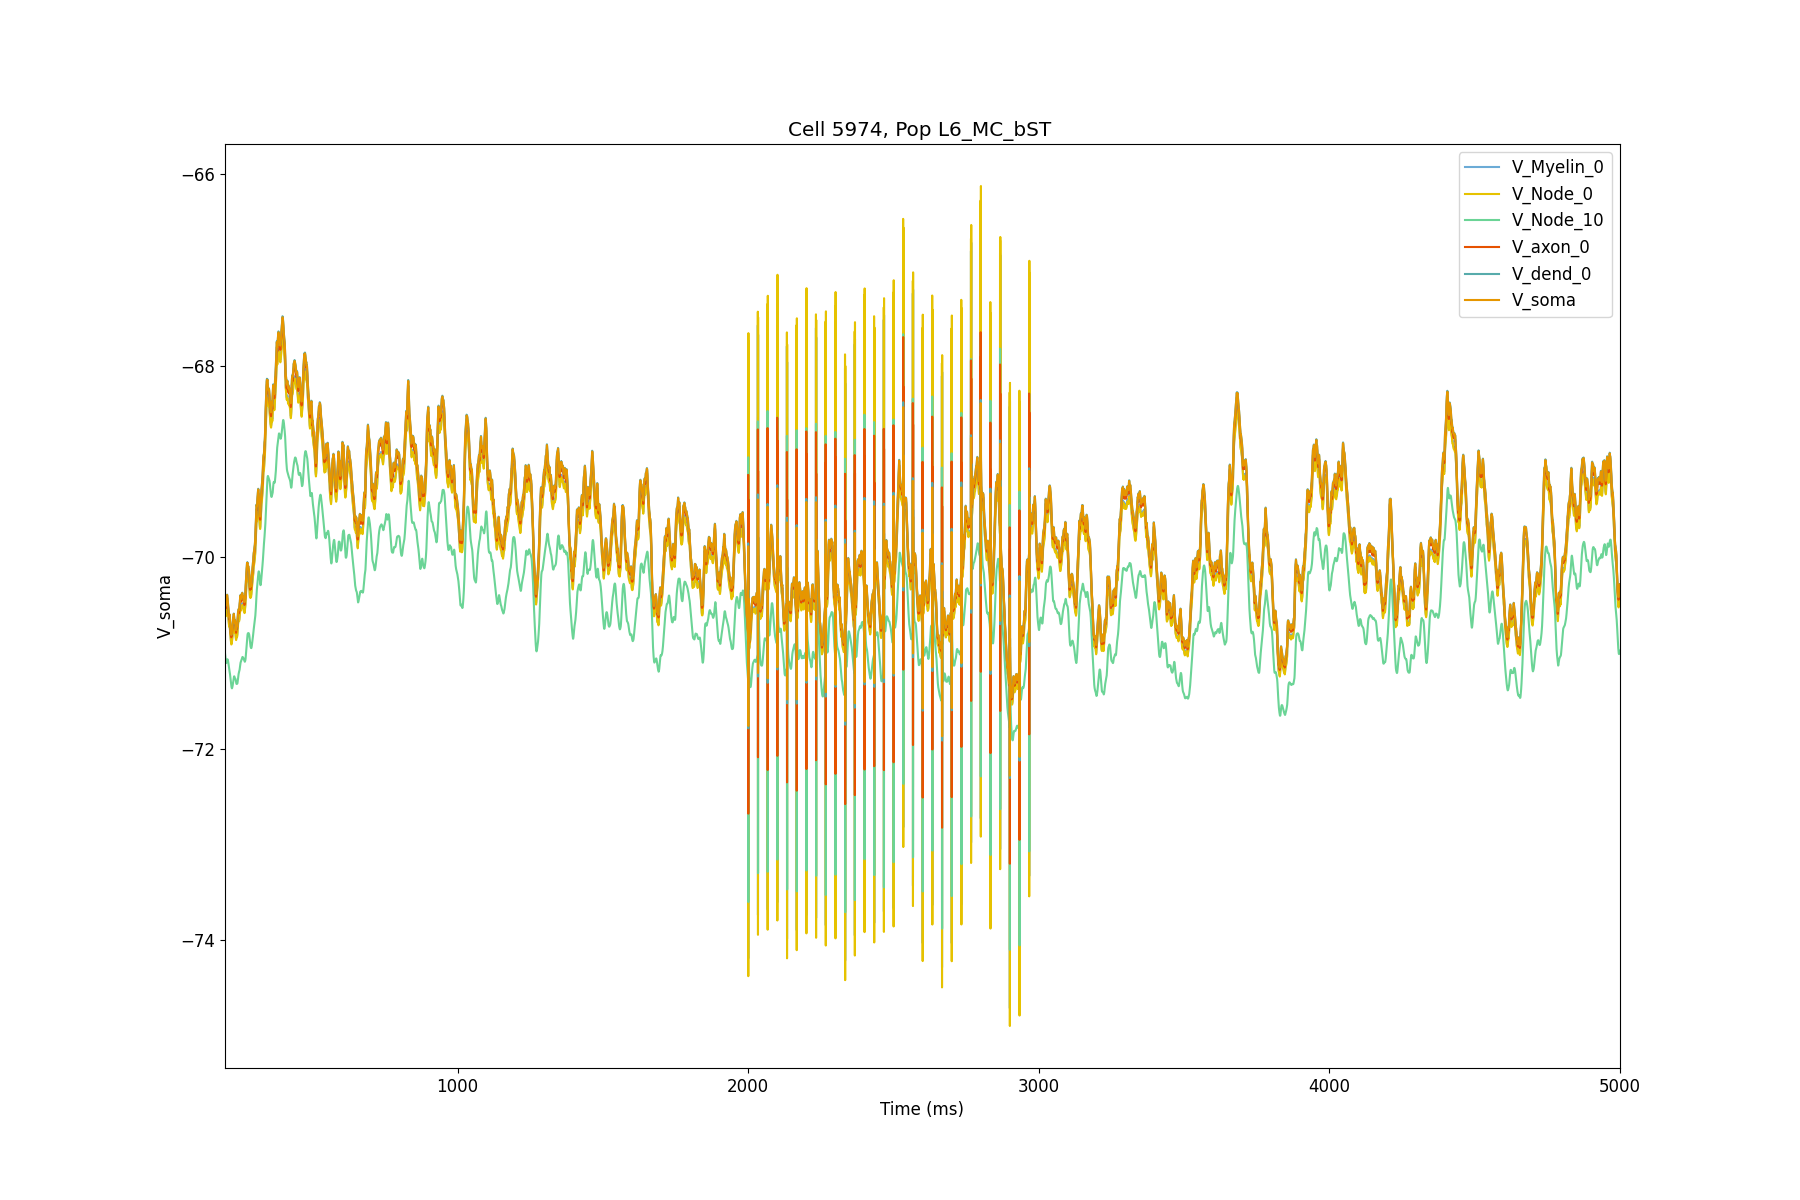 Cell 5974, Pop L6_MC_bST
V_Myelin_0
V_Node_0
V_Node_10
V_axon_0
V_dend_0
V_soma
−66
−68
−70
−72
−74
V_soma
1000
2000
3000
4000
5000
Time (ms)